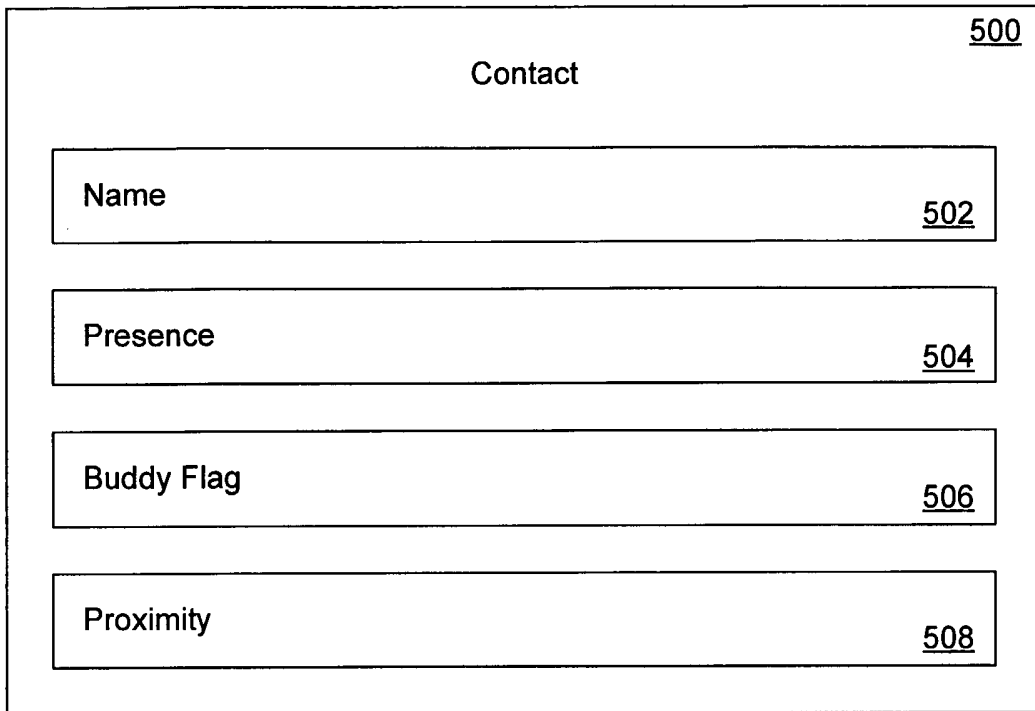 500
Contact
Name
502
Presence
504
Buddy Flag
506
Proximity
508